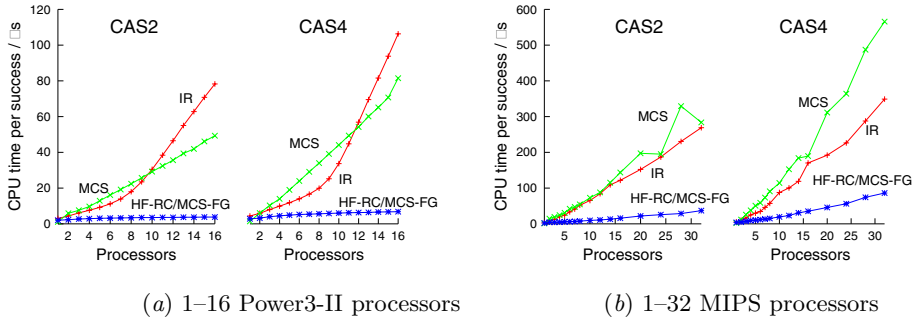 CAS2
CAS4
CPU time per success / □s
120
100
80
60
40
20
0
IR
MCS
HF-RC/MCS-FG
2 4 6 8 10 12 14 16
Processors
MCS
IR
HF-RC/MCS-FG
2 4 6 8 10 12 14 16
Processors
(a) 1–16 Power3-II processors
CAS2
CAS4
CPU time per success / □s
600
500
400
300
200
100
0
MCS
IR
HF-RC/MCS-FG
5 10 15 20 25 30
Processors
MCS
IR
HF-RC/MCS-FG
5 10 15 20 25 30
Processors
(b) 1–32 MIPS processors